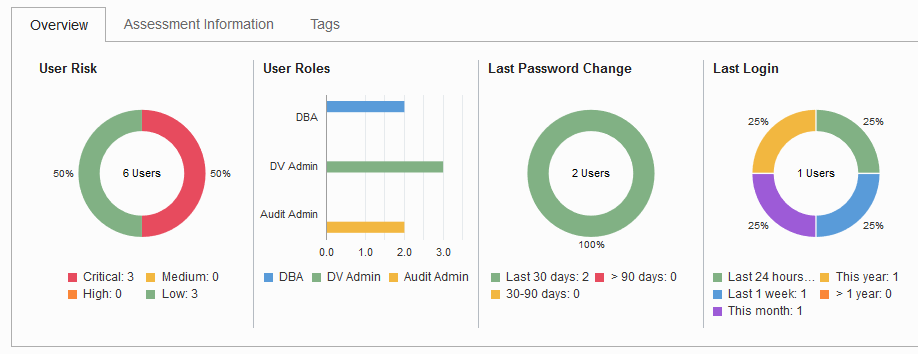 Overview
Assessment Information
Tags
User Risk
50%
6 Users
50%
Critical: 3
Medium: 0
High: 0
Low: 3
User Roles
DBA
DV Admin
Audit Admin
0.0 1.0 2.0 3.0
DBA
DV Admin
Audit Admin
Last Password Change
2 Users
100%
Last 30 days: 2
> 90 days: 0
30-90 days: 0
Last Login
25%
25%
1 Users
25%
25%
Last 24 hours...
This year: 1
Last 1 week: 1
> 1 year: 0
This month: 1